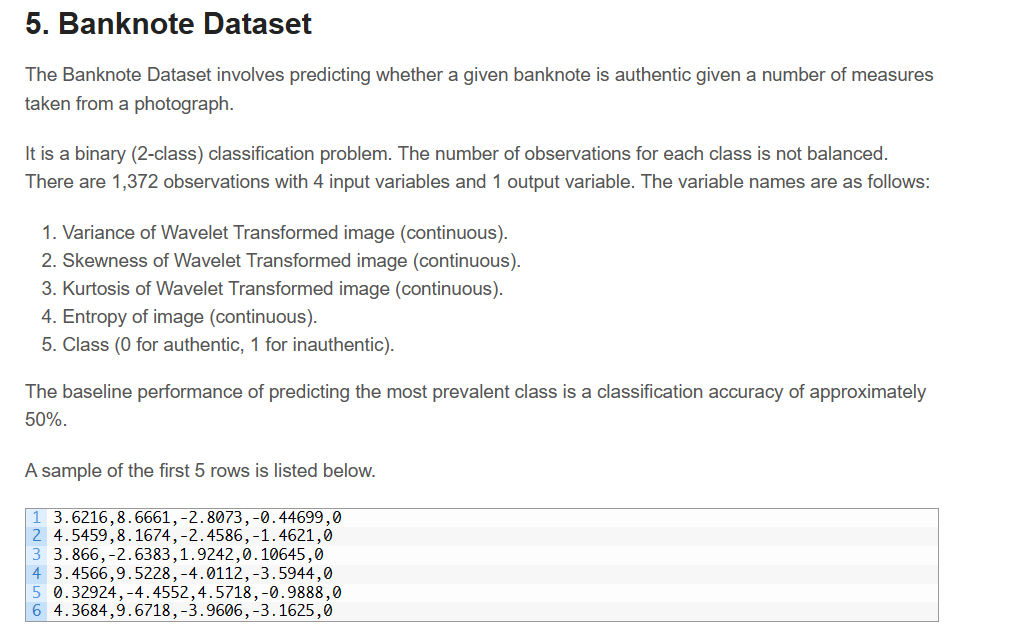 5. Banknote Dataset
The Banknote Dataset involves predicting whether a given banknote is authentic given a number of measures
taken from a photograph.
It is a binary (2-class) classification problem. The number of observations for each class is not balanced.
There are 1,372 observations with 4 input variables and 1 output variable. The variable names are as follows:
1. Variance of Wavelet Transformed image (continuous).
2. Skewness of Wavelet Transformed image (continuous).
3. Kurtosis of Wavelet Transformed image (continuous).
4. Entropy of image (continuous).
5. Class (0 for authentic, 1 for inauthentic).
The baseline performance of predicting the most prevalent class is a classification accuracy of approximately
50%.
A sample of the first 5 rows is listed below.
1 3.6216,8.6661,-2.8073,-0.44699,0
2 4.5459,8.1674,-2.4586,-1.4621,0
3 3.866,-2.6383,1.9242,0.10645,0
4 3.4566,9.5228,-4.0112,-3.5944,0
5 0.32924,-4.4552,4.5718,-0.9888,0
6 4.3684,9.6718,-3.9606,-3.1625,0